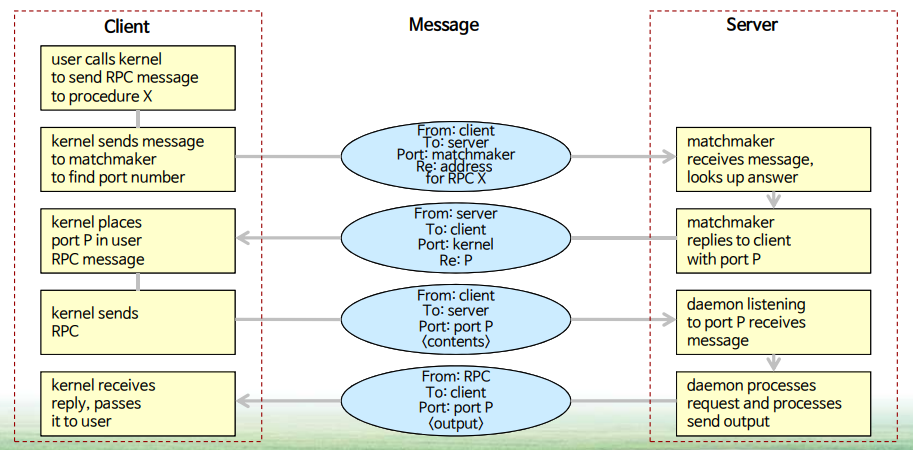 Client
Message
Server
user calls kernel
to send RPC message
to procedure X
kernel sends message
to matchmaker
to find port number
From: client
To: server
Port: matchmaker
Re: address
for RPC X
matchmaker
receives message,
looks up answer
kernel places
port P in user
RPC message
From: server
To: client
Port: kernel
Re: P
matchmaker
replies to client
with port P
kernel sends
RPC
From: client
To: server
Port: port P
<contents>
daemon listening
to port P receives
message
kernel receives
reply, passes
it to user
From: RPC
To: client
Port: port P
<output>
daemon processes
request and processes
send output